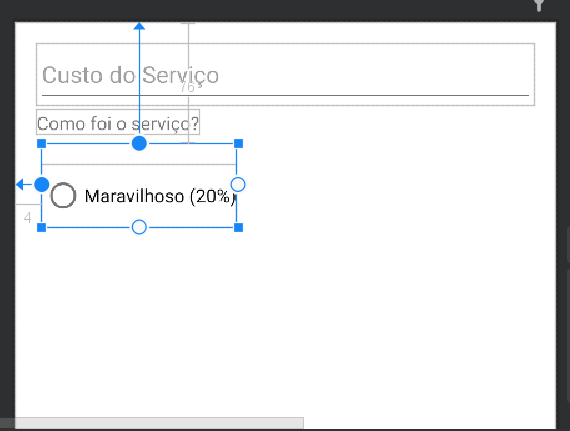 Custo do Serviço
76
Como foi o serviço?
Maravilhoso (20%)
4